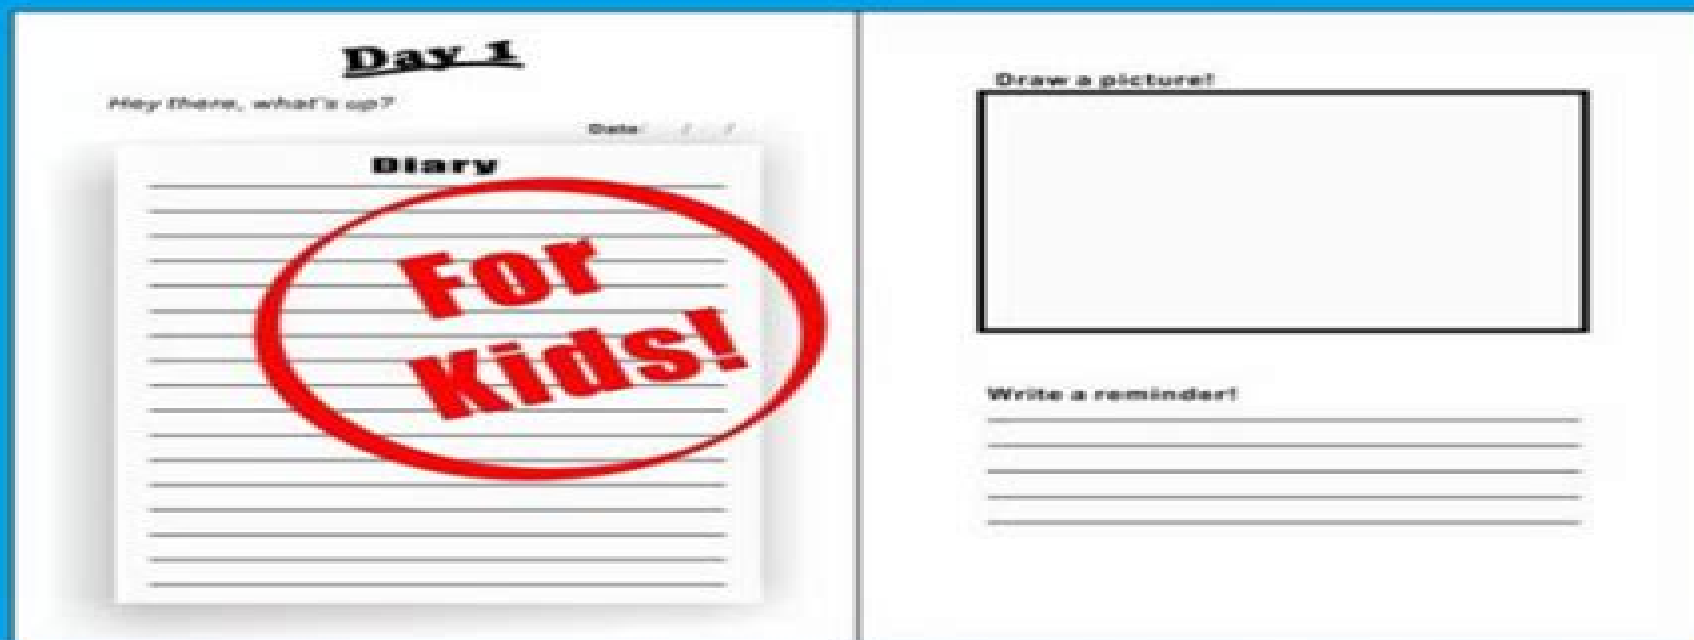 Day 1
Hey there, what's up?
Date: / /
Diary
For
Kids!
Draw a picture!
Write a reminder!